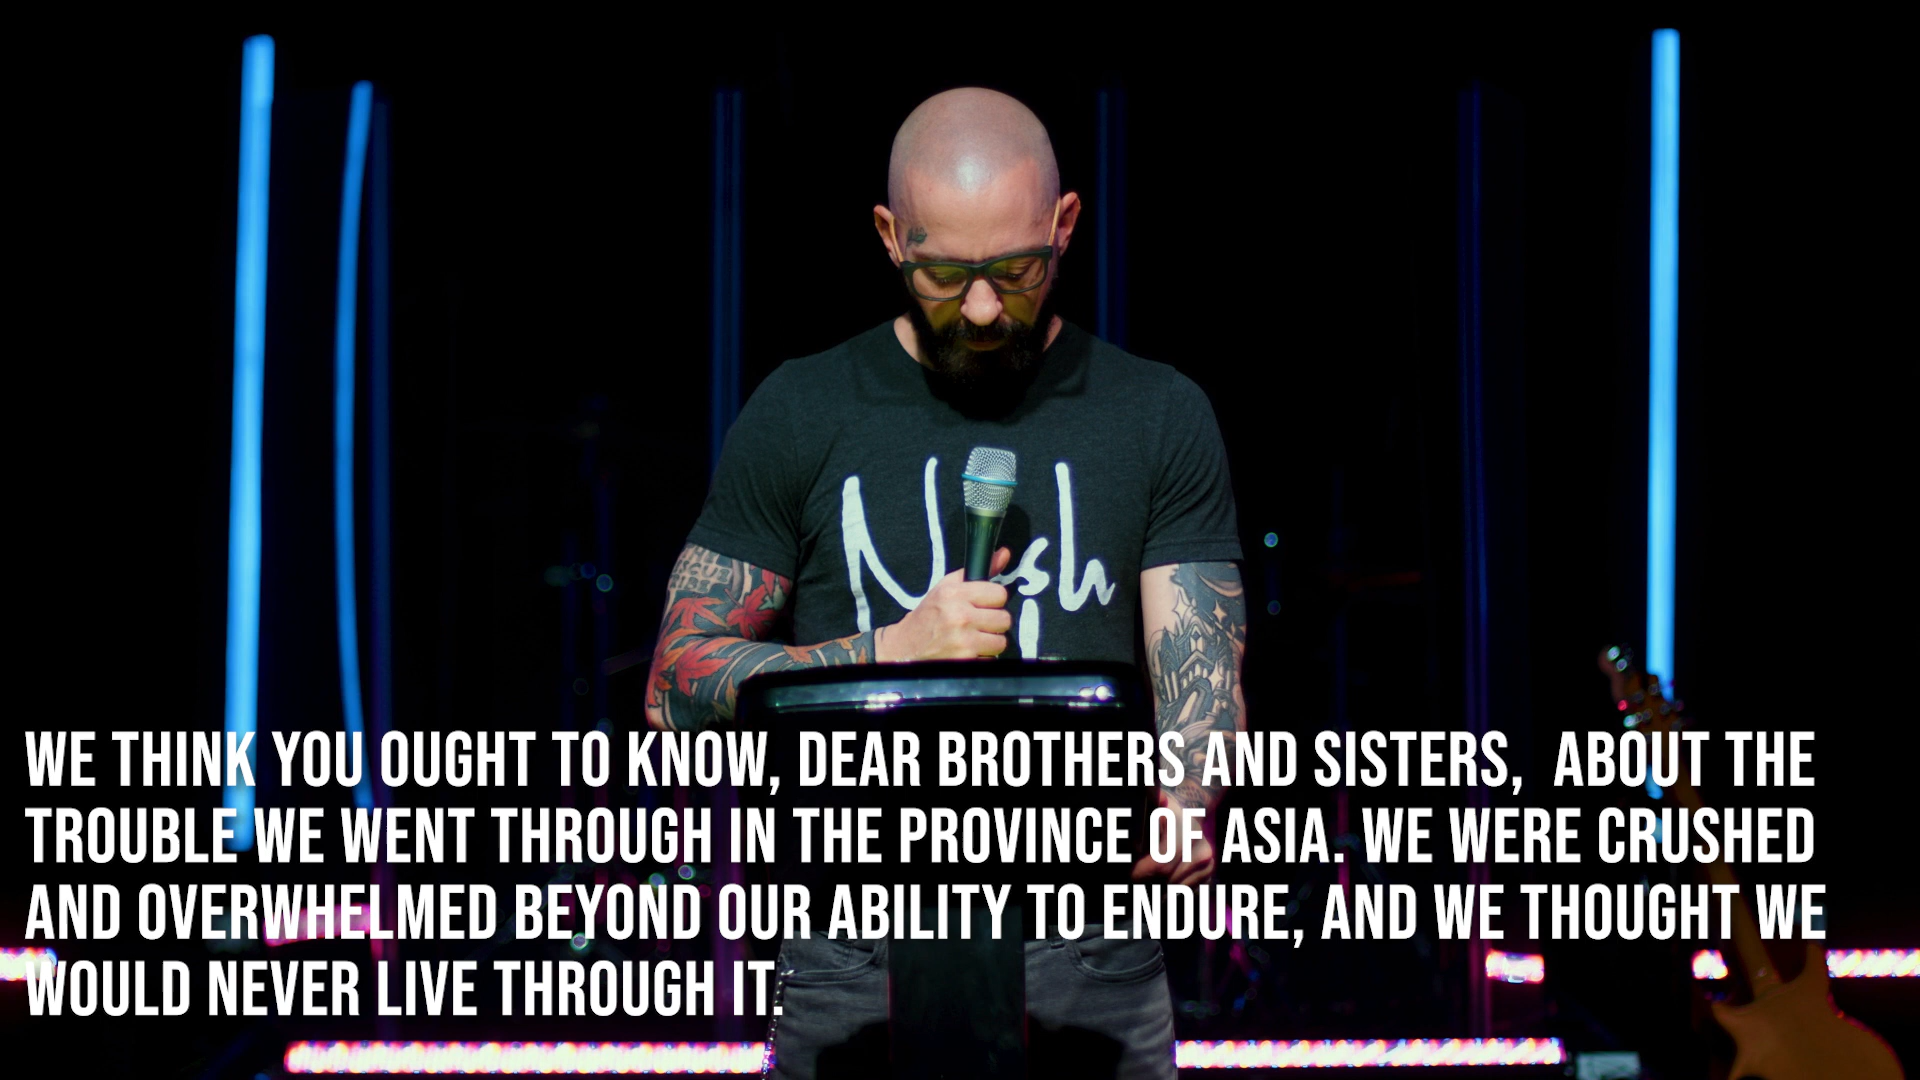 Nash
WE THINK YOU OUGHT TO KNOW, DEAR BROTHERS AND SISTERS, ABOUT THE
TROUBLE WE WENT THROUGH IN THE PROVINCE OF ASIA. WE WERE CRUSHED
AND OVERWHELMED BEYOND OUR ABILITY TO ENDURE, AND WE THOUGHT WE
WOULD NEVER LIVE THROUGH IT.